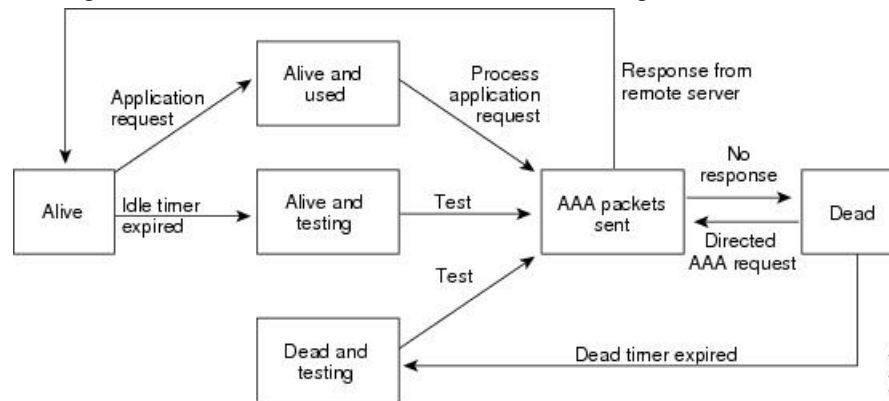 Alive and
used
Application
request
Process
application
request
Response from
remote server
Alive
Idle timer
expired
Alive and
testing
Test
AAA packets
sent
No
response
Dead
Directed
AAA request
Test
Dead and
testing
Dead timer expired